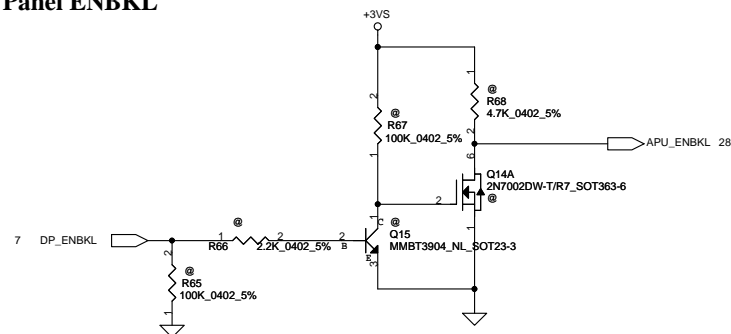 Panel ENBKL
+3VS
1
2
@
R67
100K_0402_5%
1
@
R68
4.7K_0402_5%
2
6
APU_ENBKL 28
Q14A
2N7002DW-T/R7_SOT363-6
@
2
1
7 DP_ENBKL
@
1 2
R66 2.2K_0402_5%
2
B
1
C
@
Q15
MMBT3904_NL_SOT23-3
E
3
2
@
R65
100K_0402_5%
1